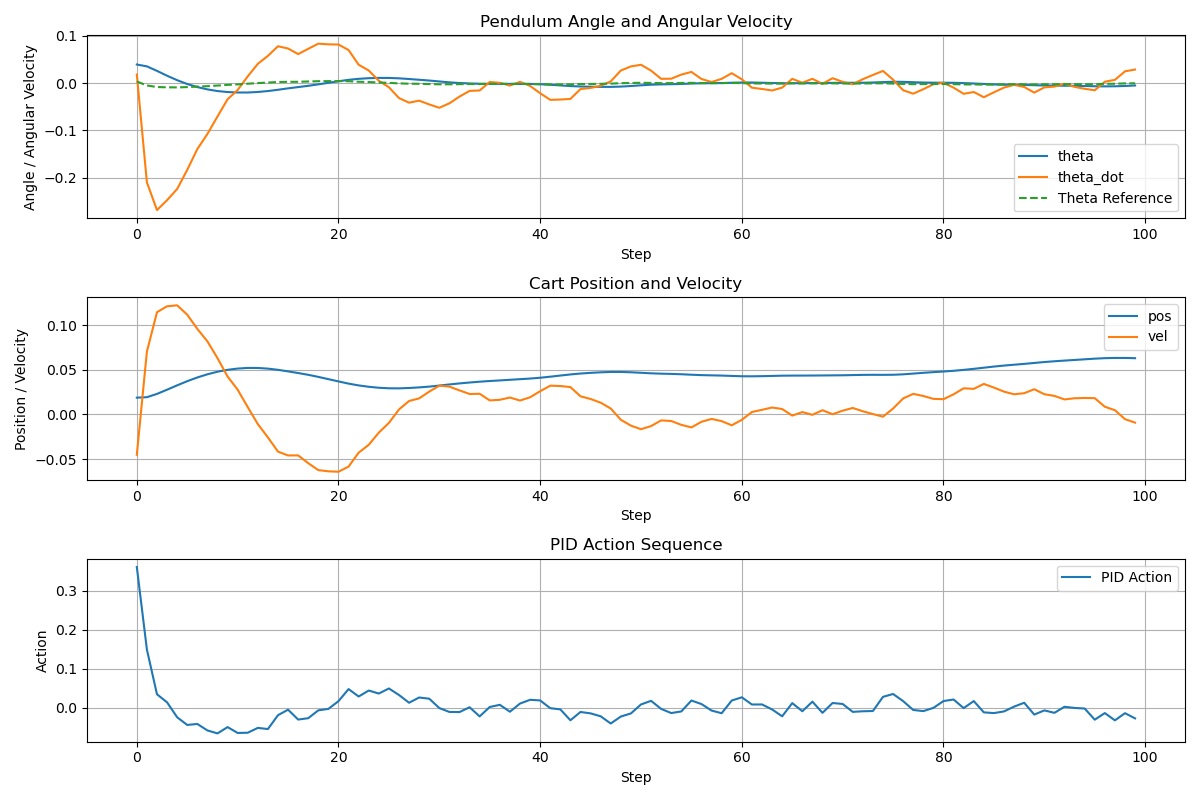 Pendulum Angle and Angular Velocity
Angle / Angular Velocity
0.1
0.0
−0.1
−0.2
theta
theta_dot
Theta Reference
0 20 40 60 80 100
Step
Cart Position and Velocity
Position / Velocity
0.10
0.05
0.00
−0.05
pos
vel
0 20 40 60 80 100
Step
PID Action Sequence
Action
0.3
0.2
0.1
0.0
PID Action
0 20 40 60 80 100
Step